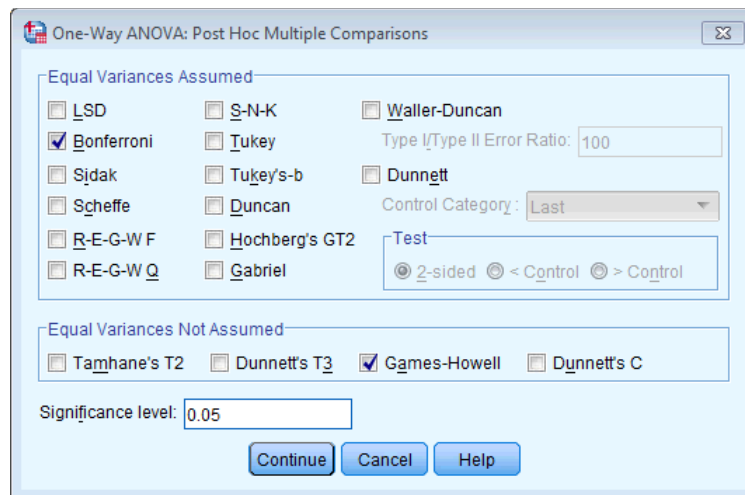 One-Way ANOVA: Post Hoc Multiple Comparisons
Equal Variances Assumed
LSD S-N-K Waller-Duncan
Bonferroni Tukey Type I/Type II Error Ratio: 100
Sidak Tukey's-b Dunnett
Scheffe Duncan Control Category : Last
R-E-G-W F Hochberg's GT2 Test
R-E-G-W Q Gabriel 2-sided < Control > Control
Equal Variances Not Assumed
Tamhane's T2 Dunnett's T3 Games-Howell Dunnett's C
Significance level: 0.05
Continue Cancel Help